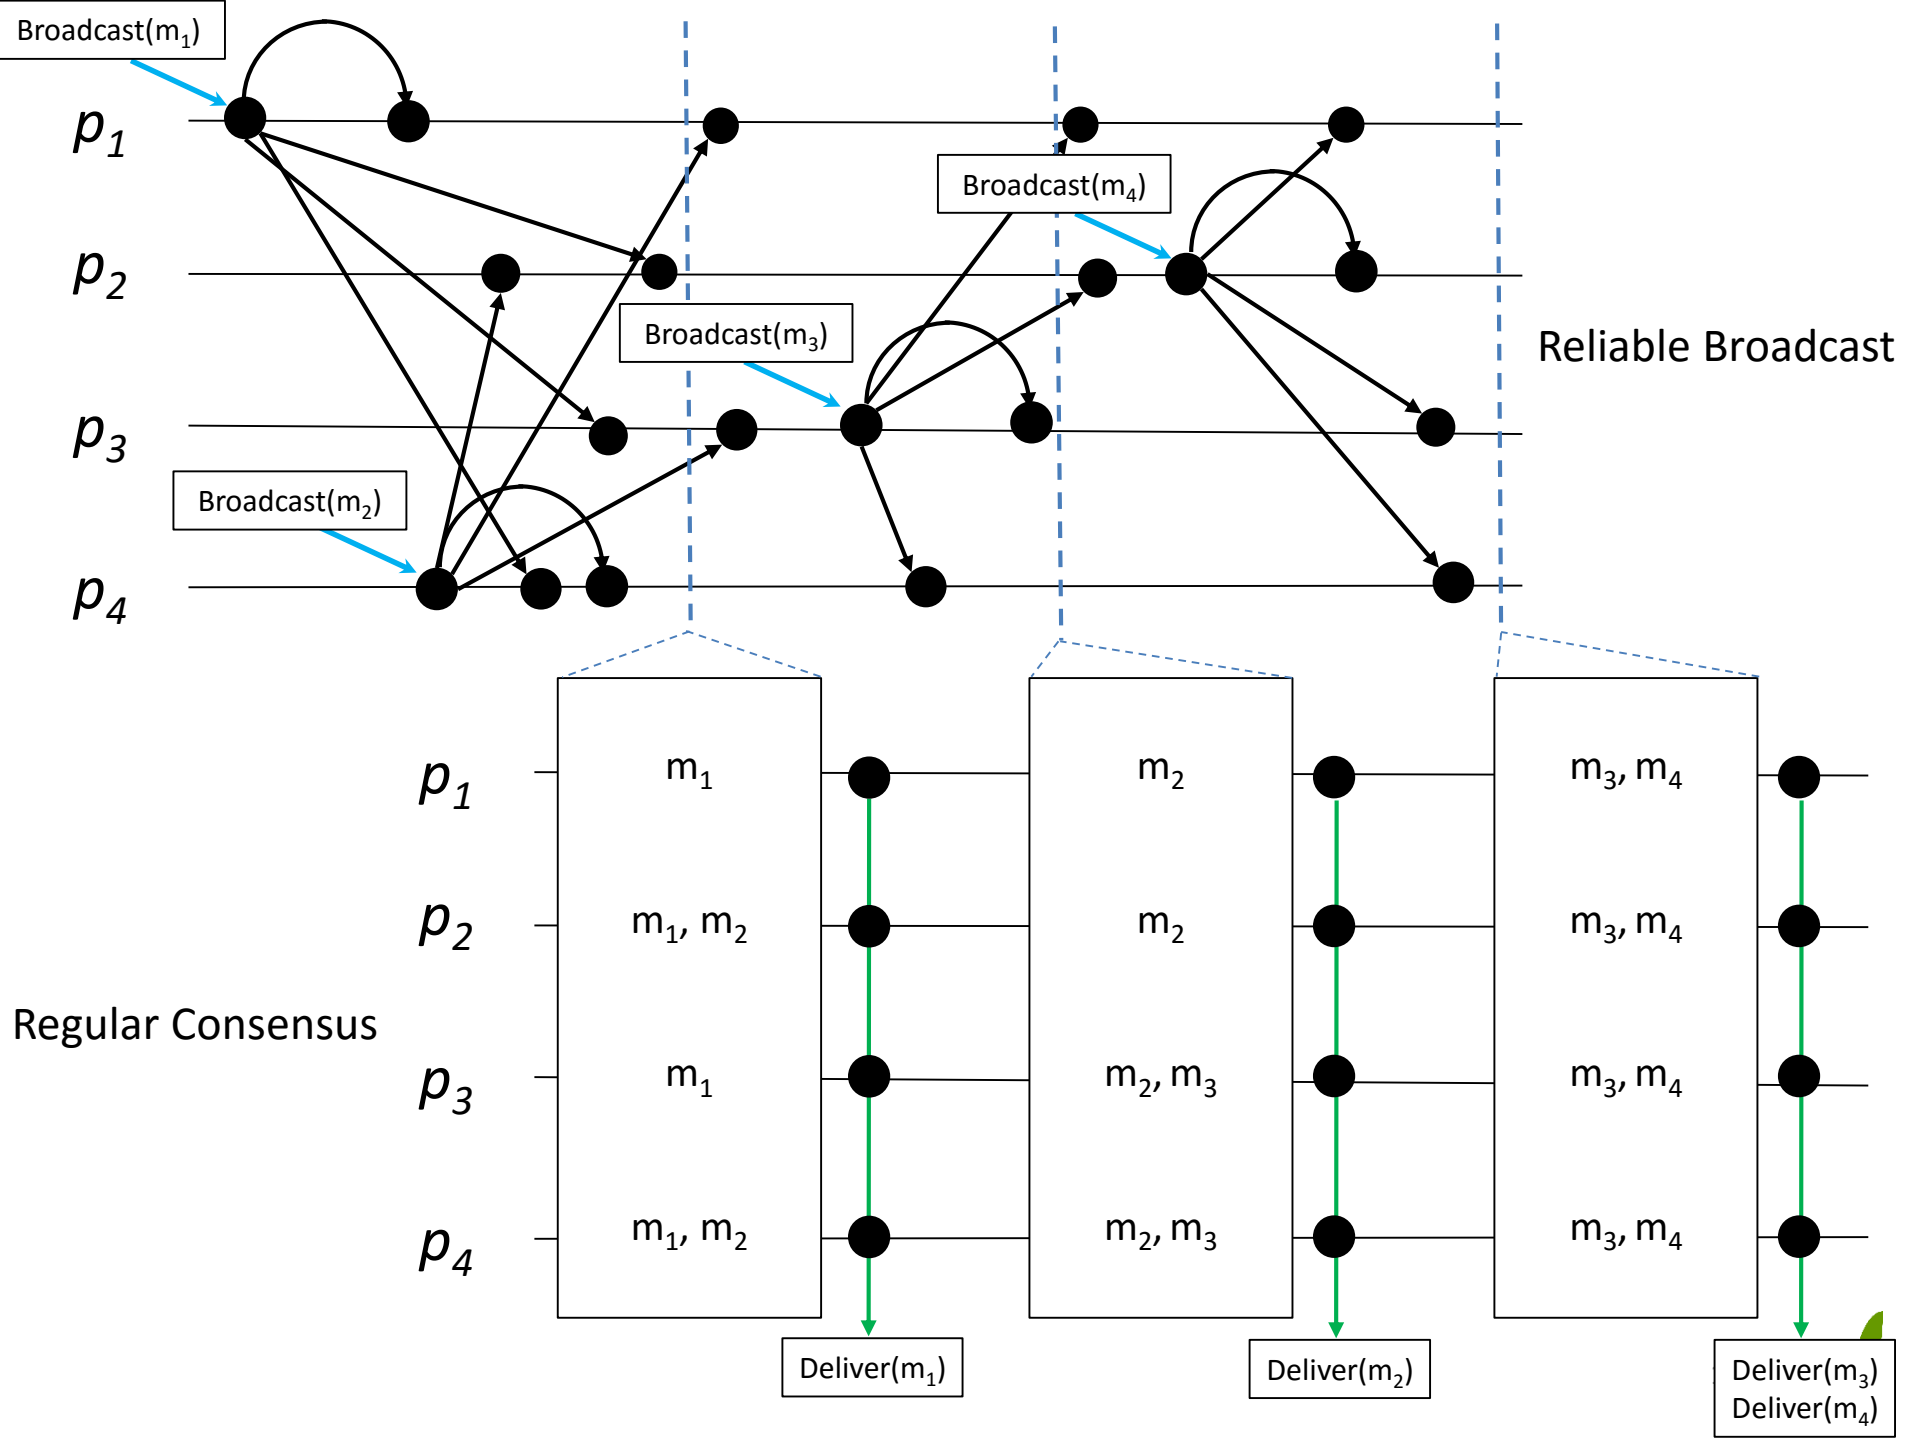 Broadcast(m₁)
p₁
Broadcast(m₄)
p₂
Broadcast(m₃)
Reliable Broadcast
p₃
Broadcast(m₂)
p₄
p₁
m₁
m₂
m₃, m₄
p₂
m₁, m₂
m₂
m₃, m₄
Regular Consensus
p₃
m₁
m₂, m₃
m₃, m₄
p₄
m₁, m₂
m₂, m₃
m₃, m₄
Deliver(m₁)
Deliver(m₂)
Deliver(m₃)
Deliver(m₄)